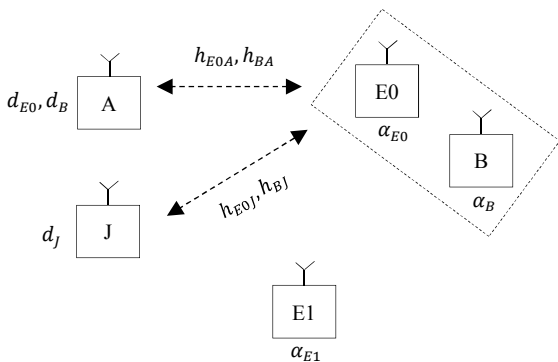 h_{E0A}, h_{BA}
d_{E0}, d_B
A
E0
α_{E0}
B
α_B
h_{E0J}, h_{BJ}
d_J
J
E1
α_{E1}